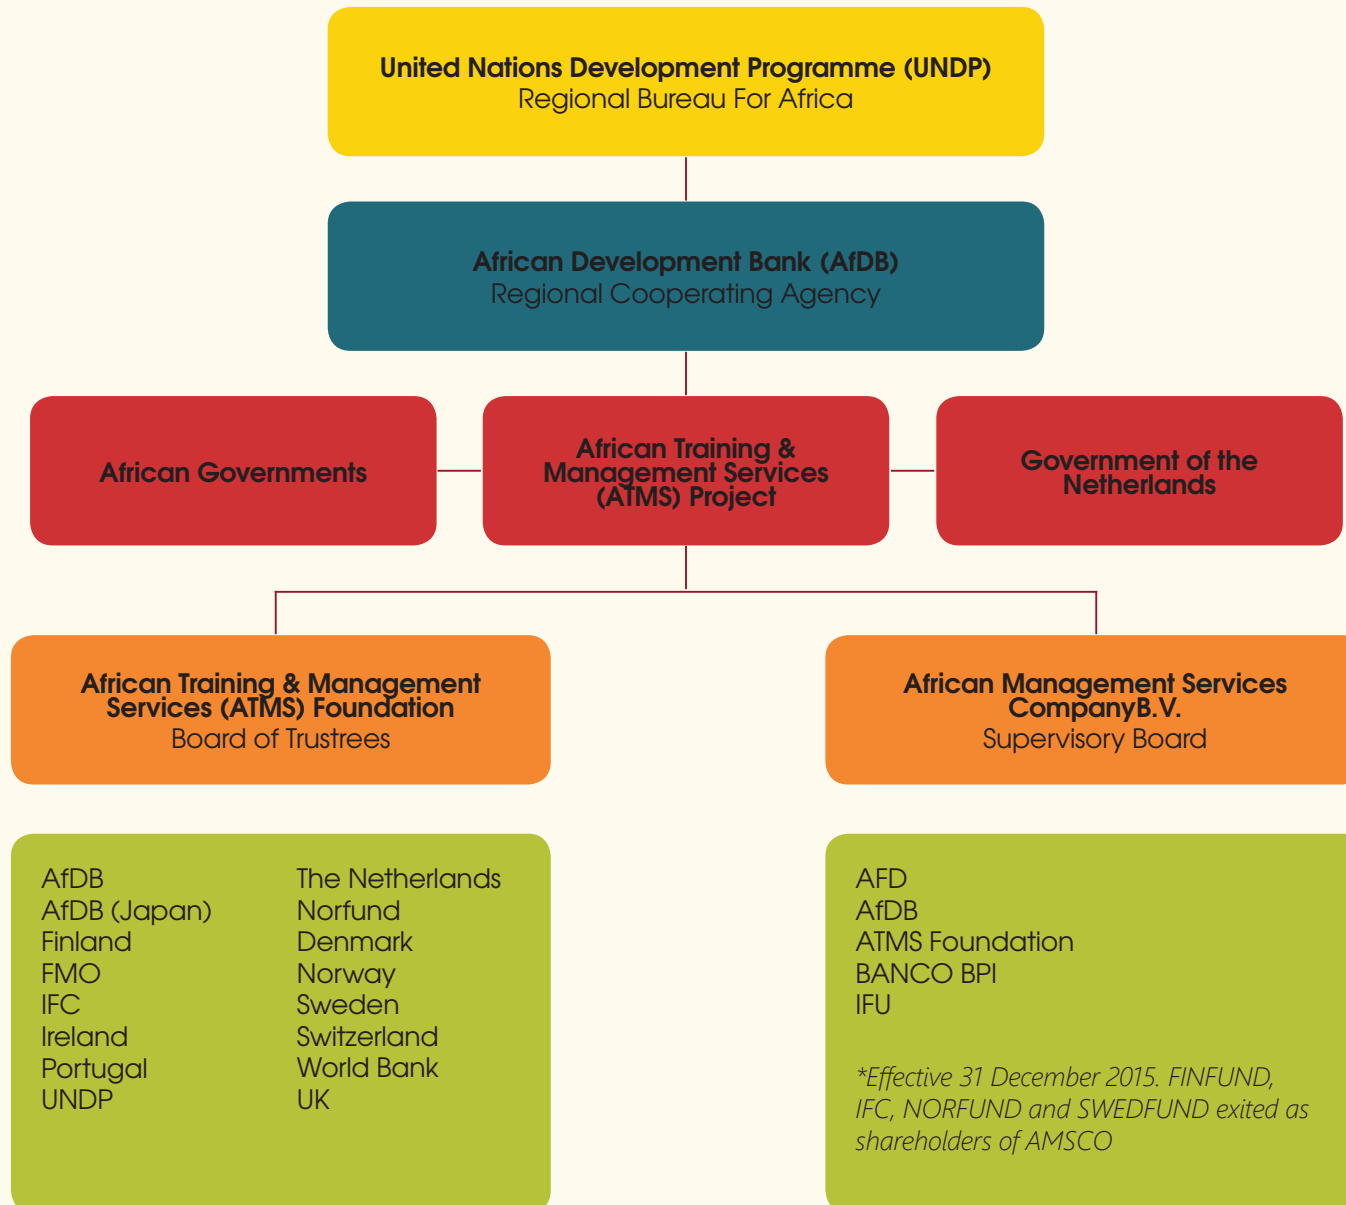 United Nations Development Programme (UNDP)
Regional Bureau For Africa
African Development Bank (AfDB)
Regional Cooperating Agency
African Governments
African Training &
Management Services
(ATMS) Project
Government of the
Netherlands
African Training & Management
Services (ATMS) Foundation
Board of Trustrees
African Management Services
CompanyB.V.
Supervisory Board
AfDB
AfDB (Japan)
Finland
FMO
IFC
Ireland
Portugal
UNDP
The Netherlands
Norfund
Denmark
Norway
Sweden
Switzerland
World Bank
UK
AFD
AfDB
ATMS Foundation
BANCO BPI
IFU
*Effective 31 December 2015. FINFUND,
IFC, NORFUND and SWEDFUND exited as
shareholders of AMSCO